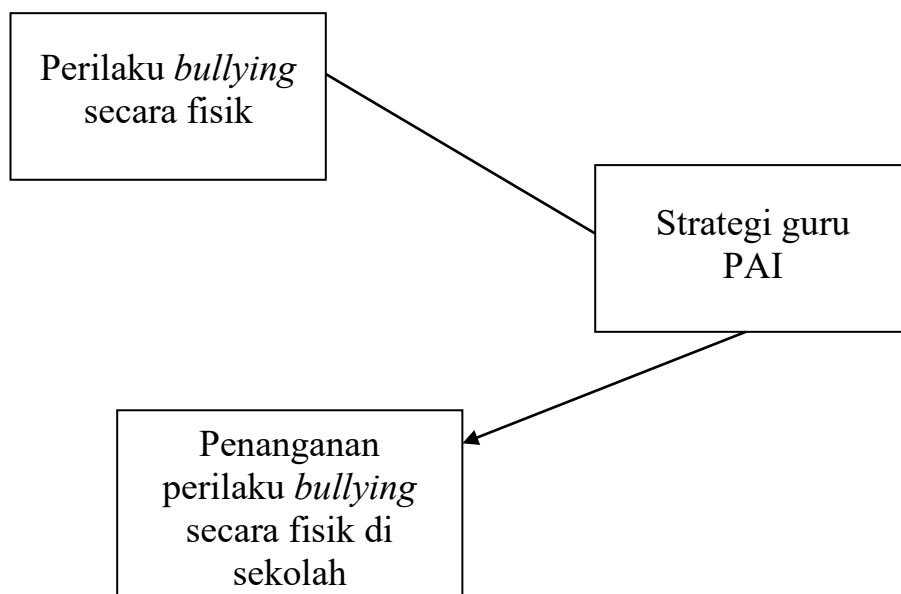 Perilaku bullying
secara fisik
Strategi guru
PAI
Penanganan
perilaku bullying
secara fisik di
sekolah